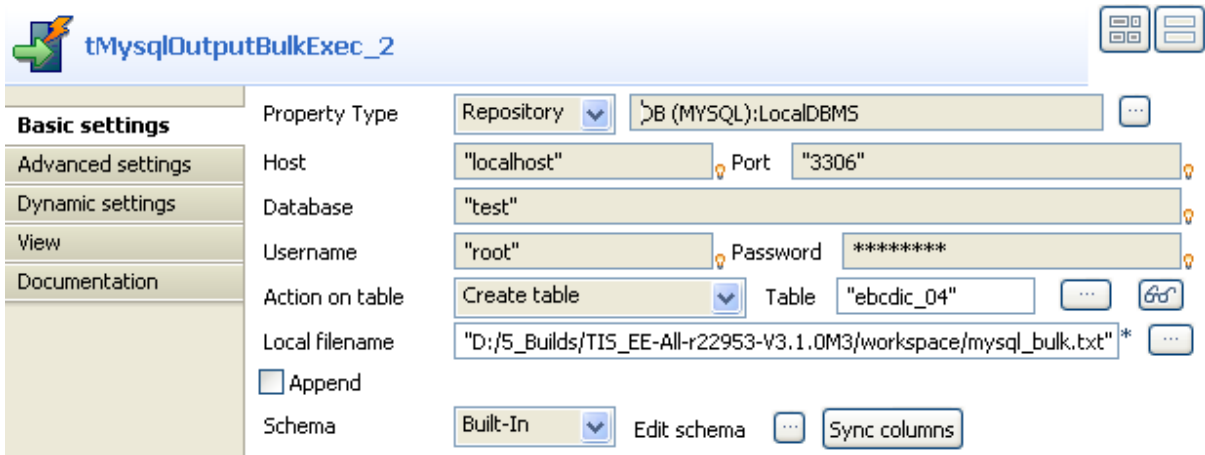 tMysqlOutputBulkExec_2
Basic settings
Advanced settings
Dynamic settings
View
Documentation
Property Type Repository DB (MYSQL):LocalDBMS ...
Host "localhost" Port "3306"
Database "test"
Username "root" Password ********
Action on table Create table Table "ebcdic_04" ...
Local filename "D:/5_Builds/TIS_EE-All-r22953-V3.1.0M3/workspace/mysql_bulk.txt" * ...
Append
Schema Built-In Edit schema ... Sync columns